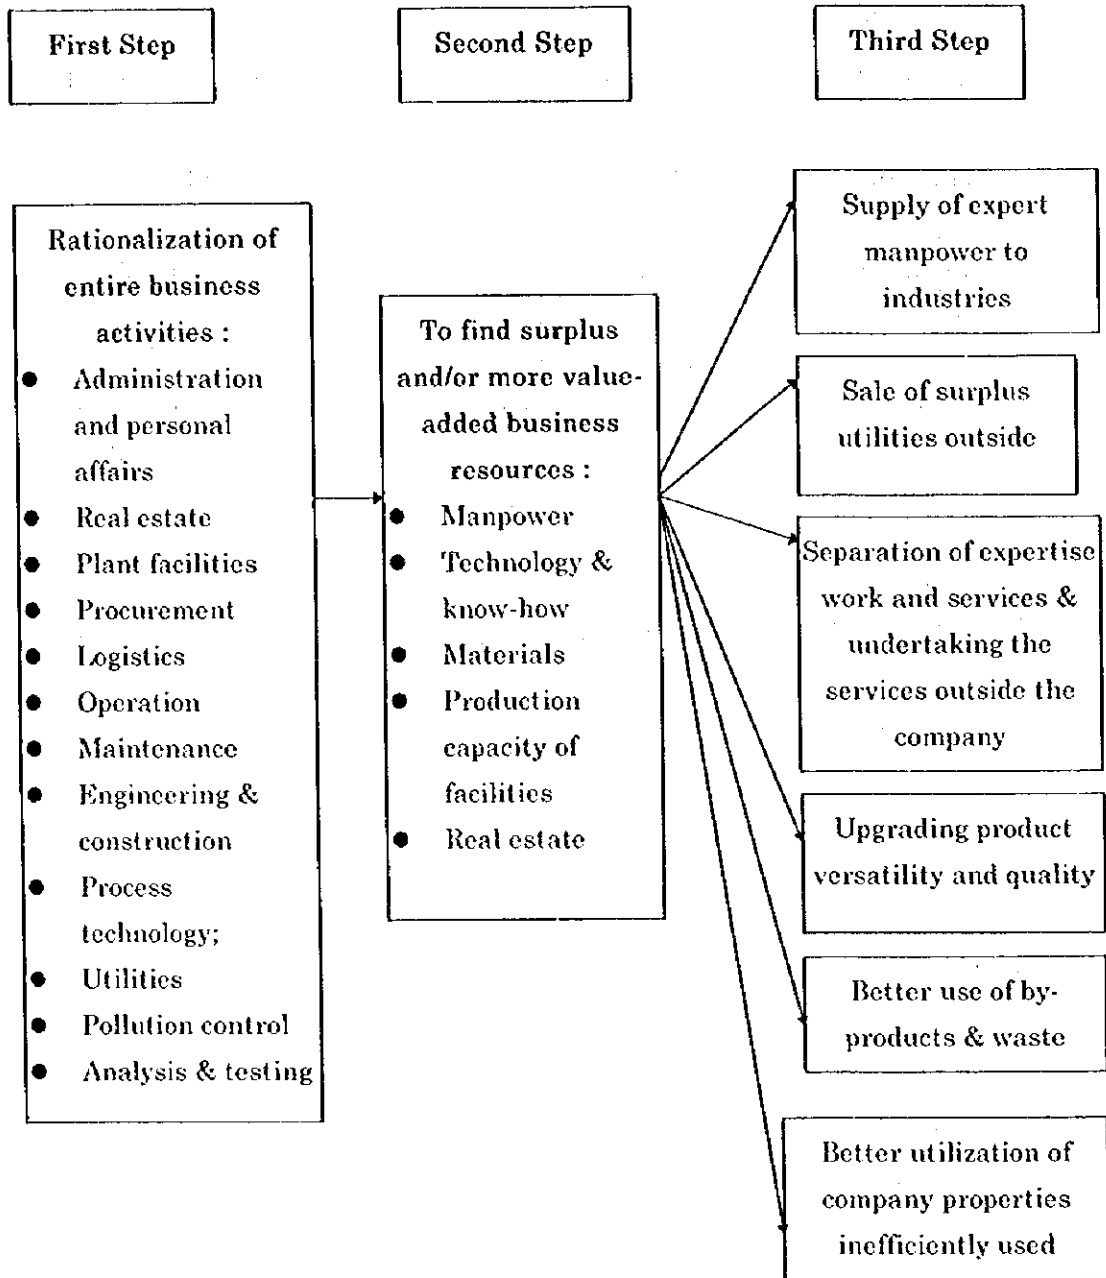 First Step
Second Step
Third Step
Rationalization of
entire business
activities :
● Administration
and personal
affairs
● Real estate
● Plant facilities
● Procurement
● Logistics
● Operation
● Maintenance
● Engineering &
construction
● Process
technology;
● Utilities
● Pollution control
● Analysis & testing
To find surplus
and/or more value-
added business
resources :
● Manpower
● Technology &
know-how
● Materials
● Production
capacity of
facilities
● Real estate
Supply of expert
manpower to
industries
Sale of surplus
utilities outside
Separation of expertise
work and services &
undertaking the
services outside the
company
Upgrading product
versatility and quality
Better use of by-
products & waste
Better utilization of
company properties
inefficiently used